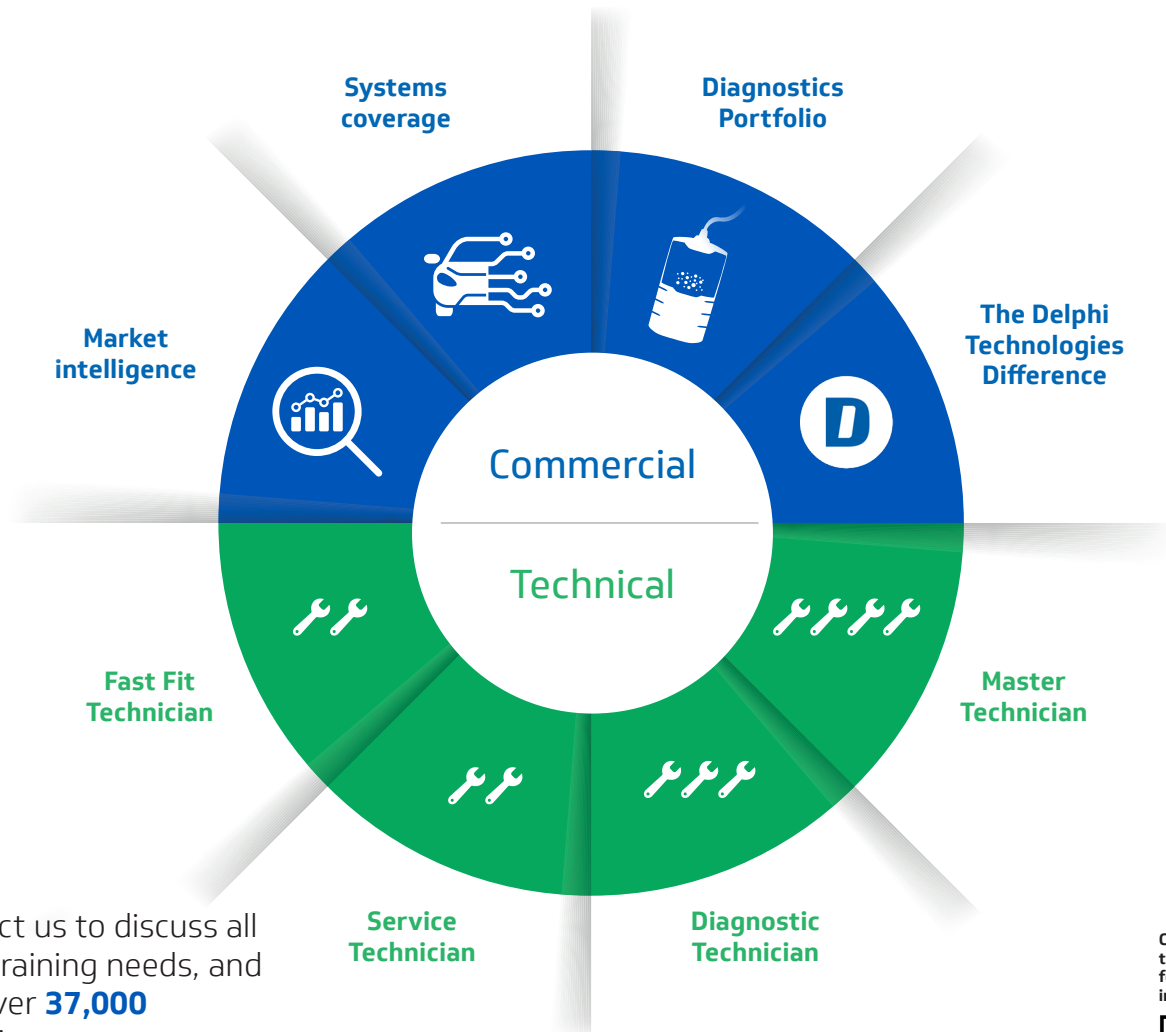 Systems
coverage
Diagnostics
Portfolio
Market
intelligence
The Delphi
Technologies
Difference
D
Commercial
Technical
Fast Fit
Technician
Master
Technician
Service
Technician
Diagnostic
Technician
ct us to discuss all
raining needs, and
ver 37,000